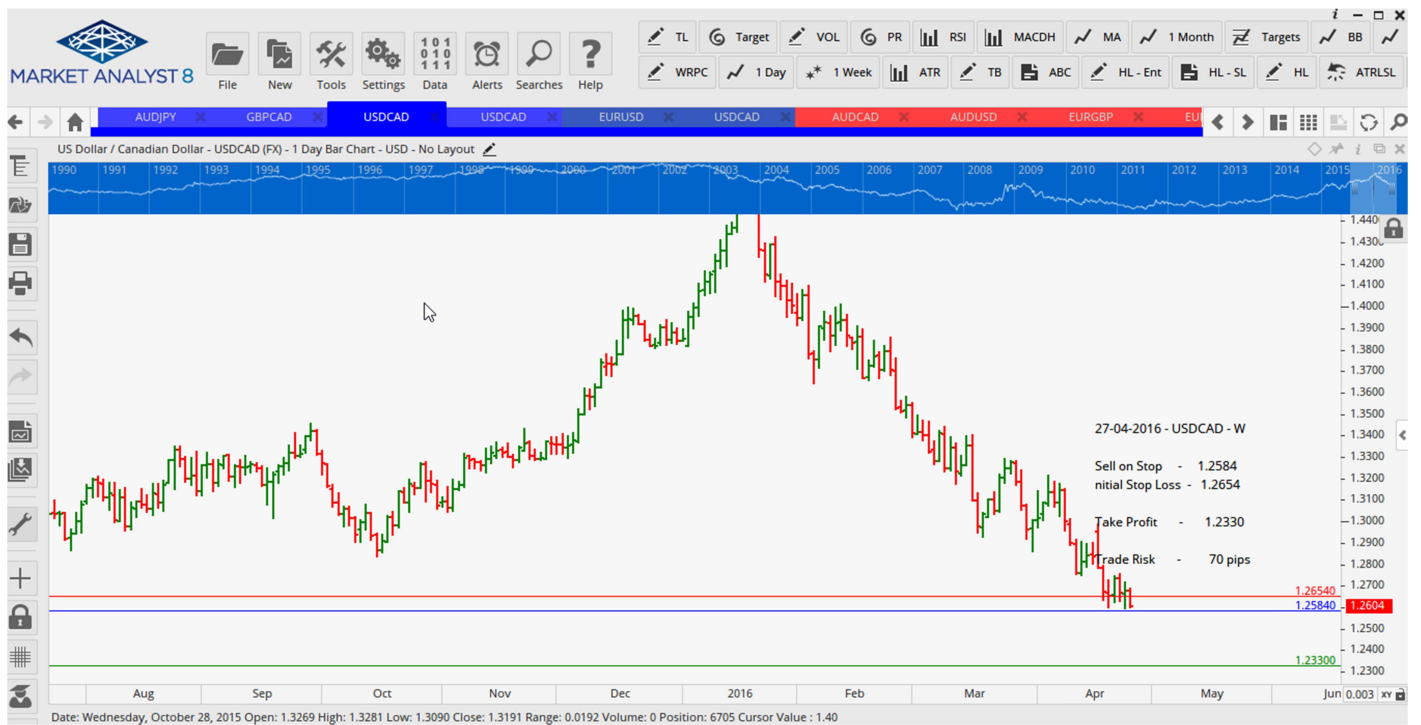 MARKET ANALYST 8
File
New
Tools
Settings
101
010
111
Data
Alerts
Searches
Help
TL
Target
VOL
PR
RSI
MACDH
MA
1 Month
Targets
BB
WRPC
1 Day
1 Week
ATR
TB
ABC
HL - Ent
HL - SL
HL
ATRLSL
AUDJPY
GBPCAD
USDCAD
USDCAD
EURUSD
USDCAD
AUDCAD
AUDUSD
EURGBP
EUI
US Dollar / Canadian Dollar - USDCAD (FX) - 1 Day Bar Chart - USD - No Layout
1990 1991 1992 1993 1994 1995 1996 1997 1998 1999 2000 2001 2002 2003 2004 2005 2006 2007 2008 2009 2010 2011 2012 2013 2014 2015 2016
1.440
1.4300
1.4200
1.4100
1.4000
1.3900
1.3800
1.3700
1.3600
1.3500
1.3400
1.3300
1.3200
1.3100
1.3000
1.2900
1.2800
1.2700
1.2604
1.2500
1.2400
1.2300
27-04-2016 - USDCAD - W
Sell on Stop - 1.2584
nitial Stop Loss - 1.2654
Take Profit - 1.2330
Trade Risk - 70 pips
1.26540
1.25840
1.23300
Aug Sep Oct Nov Dec 2016 Feb Mar Apr May Jun 0.003 XY
Date: Wednesday, October 28, 2015 Open: 1.3269 High: 1.3281 Low: 1.3090 Close: 1.3191 Range: 0.0192 Volume: 0 Position: 6705 Cursor Value : 1.40